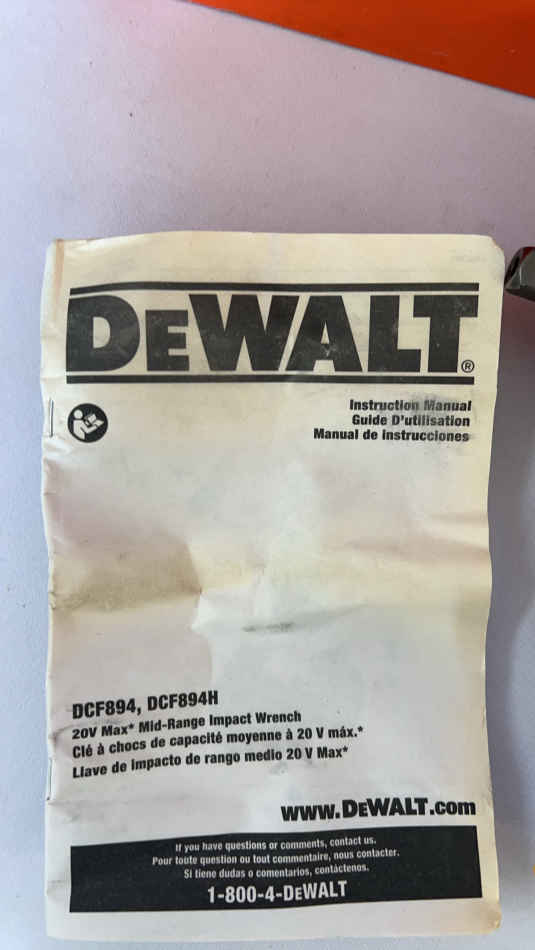 DEWALT®
Instruction Manual
Guide D'utilisation
Manual de instrucciones
DCF894, DCF894H
20V Max* Mid-Range Impact Wrench
Clé à chocs de capacité moyenne à 20 V máx.*
Llave de impacto de rango medio 20 V Max*
www.DEWALT.com
If you have questions or comments, contact us.
Pour toute question ou tout commentaire, nous contacter.
Si tiene dudas o comentarios, contáctenos.
1-800-4-DEWALT